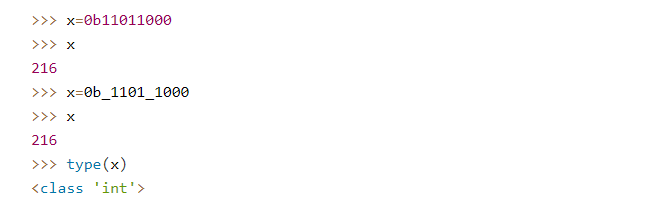 >>> x=0b11011000
>>> x
216
>>> x=0b_1101_1000
>>> x
216
>>> type(x)
<class 'int'>